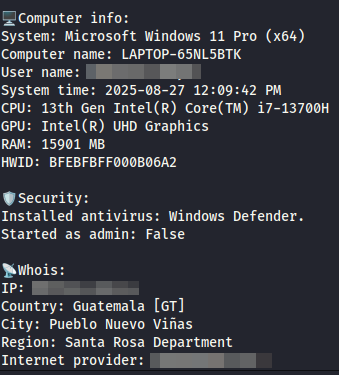 🖥️Computer info:
System: Microsoft Windows 11 Pro (x64)
Computer name: LAPTOP-65NL5BTK
User name:
System time: 2025-08-27 12:09:42 PM
CPU: 13th Gen Intel(R) Core(TM) i7-13700H
GPU: Intel(R) UHD Graphics
RAM: 15901 MB
HWID: BFEBFBFF000B06A2
🛡️Security:
Installed antivirus: Windows Defender.
Started as admin: False
📡Whois:
IP:
Country: Guatemala [GT]
City: Pueblo Nuevo Viñas
Region: Santa Rosa Department
Internet provider: